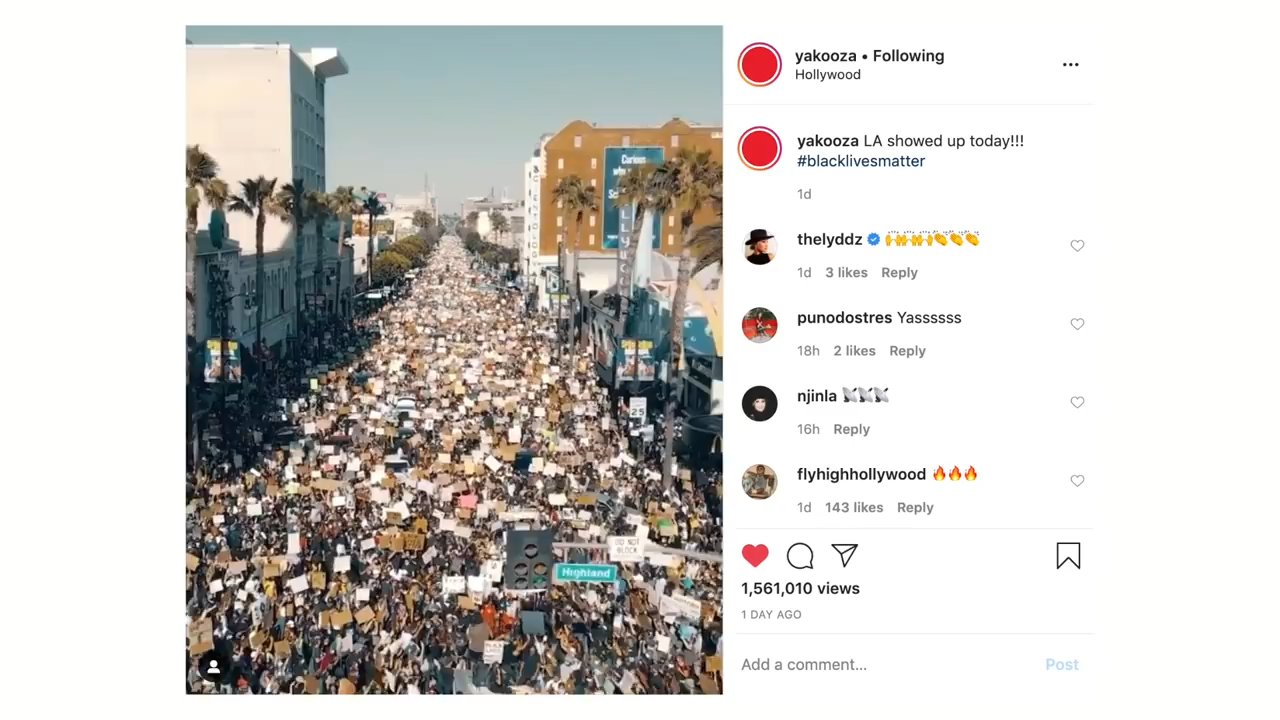 Curious
Highland
DO NOT
BLOCK
25
yakooza • Following
Hollywood
yakooza LA showed up today!!!
#blacklivesmatter
1d
thelyddz 🙌🙌🙌👏👏👏
1d 3 likes Reply
punodostres Yassssss
18h 2 likes Reply
njinla 📡📡📡
16h Reply
flyhighhollywood 🔥🔥🔥
1d 143 likes Reply
1,561,010 views
1 DAY AGO
Add a comment... Post